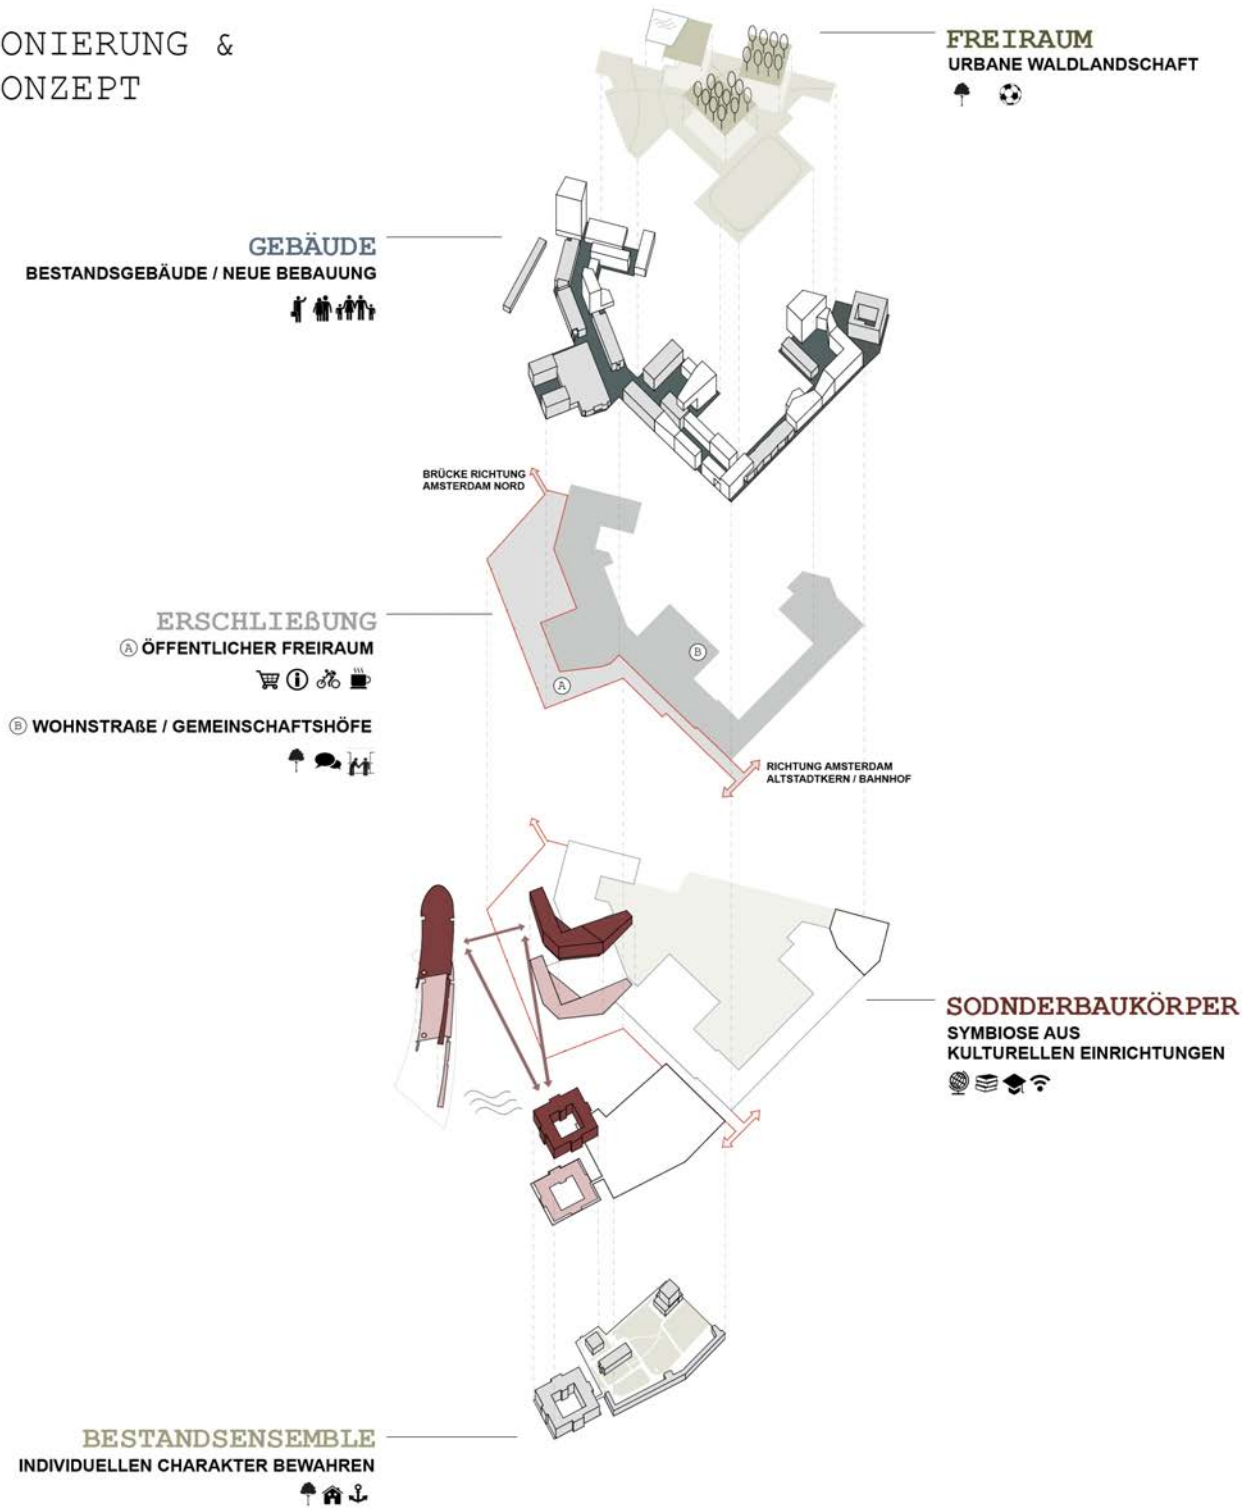 ONIERUNG &
ONZEPT
FREIRAUM
URBANE WALDLANDSCHAFT
GEBÄUDE
BESTANDSGEBÄUDE / NEUE BEBAUUNG
BRÜCKE RICHTUNG
AMSTERDAM NORD
ERSCHLIEßUNG
A ÖFFENTLICHER FREIRAUM
B
A
B WOHNSTRAßE / GEMEINSCHAFTSHÖFE
RICHTUNG AMSTERDAM
ALTSTADTKERN / BAHNHOF
SODNDERBAUKÖRPER
SYMBIOSE AUS
KULTURELLEN EINRICHTUNGEN
BESTANDSENSEMBLE
INDIVIDUELLEN CHARAKTER BEWAHREN